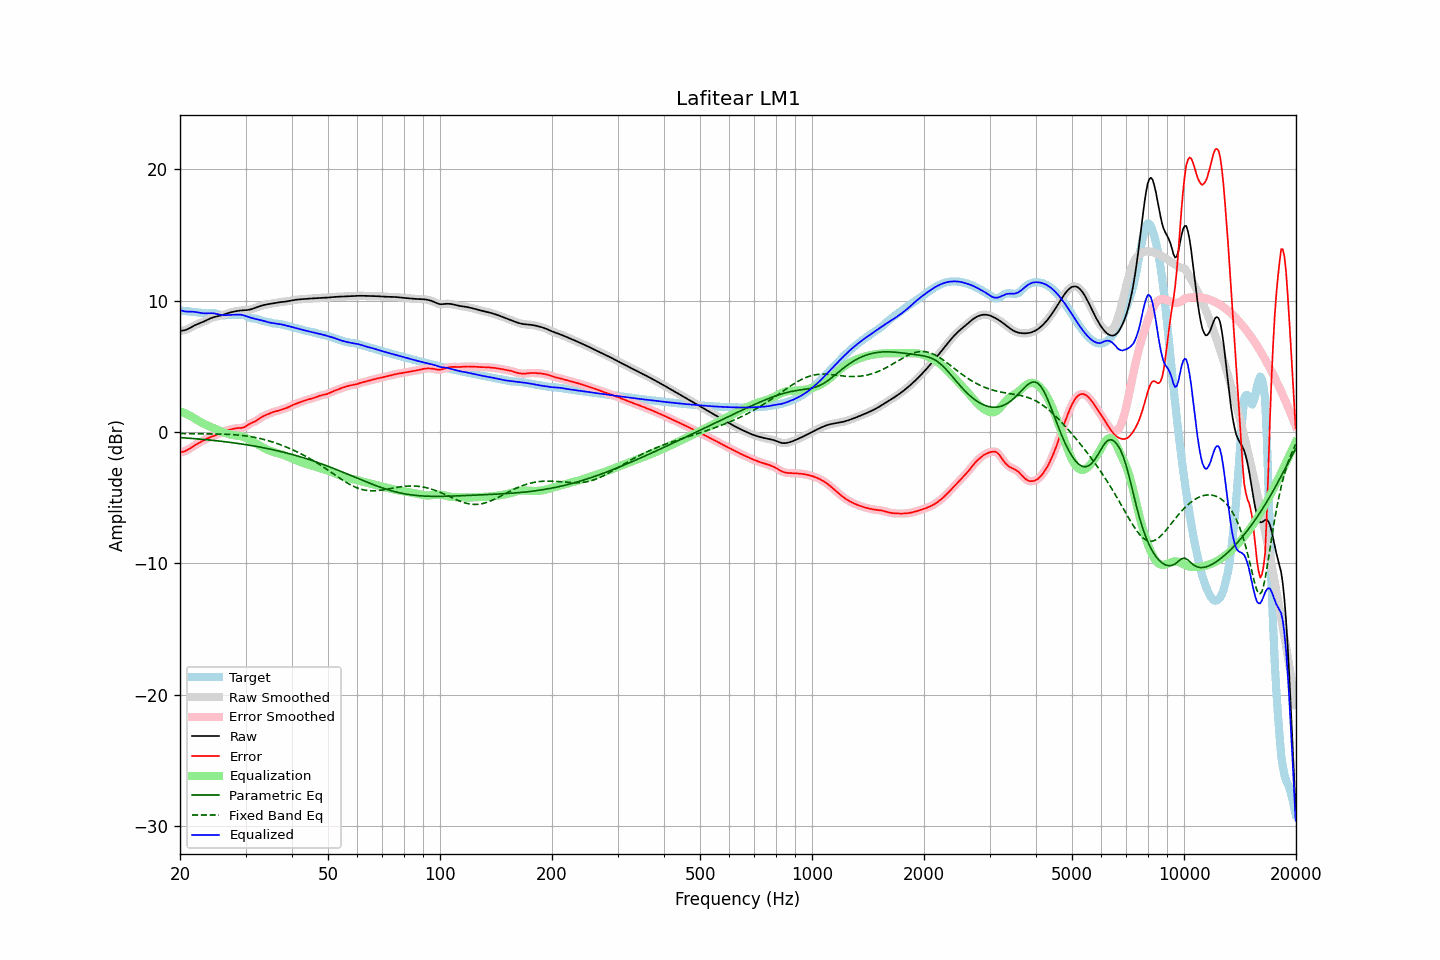 Lafitear LM1
Amplitude (dBr)
20
10
0
−10
−20
−30
Target
Raw Smoothed
Error Smoothed
Raw
Error
Equalization
Parametric Eq
Fixed Band Eq
Equalized
20 50 100 200 500 1000 2000 5000 10000 20000
Frequency (Hz)